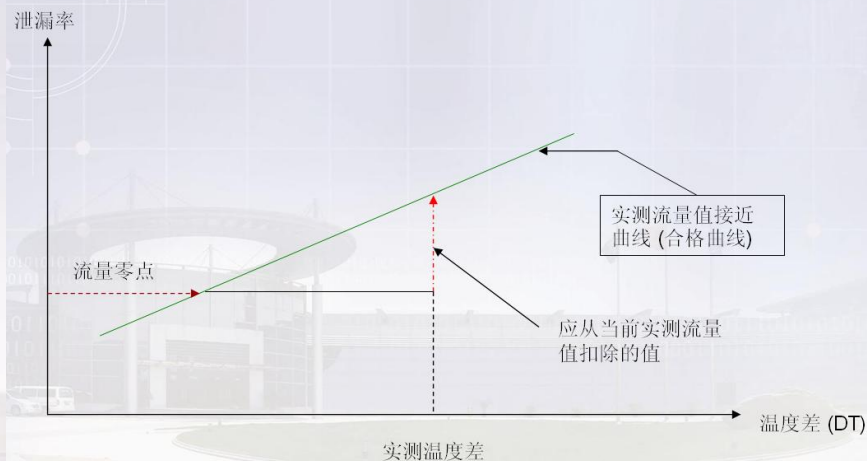 泄漏率
实测流量值接近
曲线 (合格曲线)
流量零点
应从当前实测流量
值扣除的值
温度差 (DT)
实测温度差